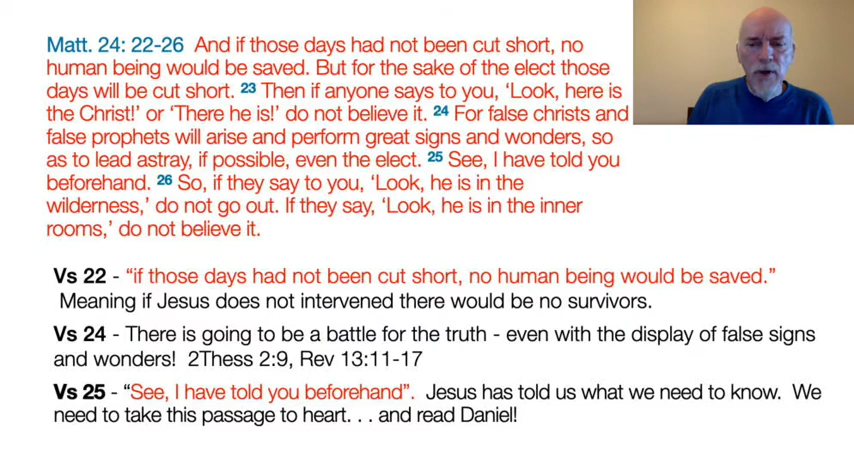 Matt. 24: 22-26 And if those days had not been cut short, no
human being would be saved. But for the sake of the elect those
days will be cut short. 23 Then if anyone says to you, ‘Look, here is
the Christ!’ or ‘There he is!’ do not believe it. 24 For false christs and
false prophets will arise and perform great signs and wonders, so
as to lead astray, if possible, even the elect. 25 See, I have told you
beforehand. 26 So, if they say to you, ‘Look, he is in the
wilderness,’ do not go out. If they say, ‘Look, he is in the inner
rooms,’ do not believe it.
Vs 22 - “if those days had not been cut short, no human being would be saved.”
Meaning if Jesus does not intervened there would be no survivors.
Vs 24 - There is going to be a battle for the truth - even with the display of false signs
and wonders! 2Thess 2:9, Rev 13:11-17
Vs 25 - “See, I have told you beforehand”. Jesus has told us what we need to know. We
need to take this passage to heart. . . and read Daniel!